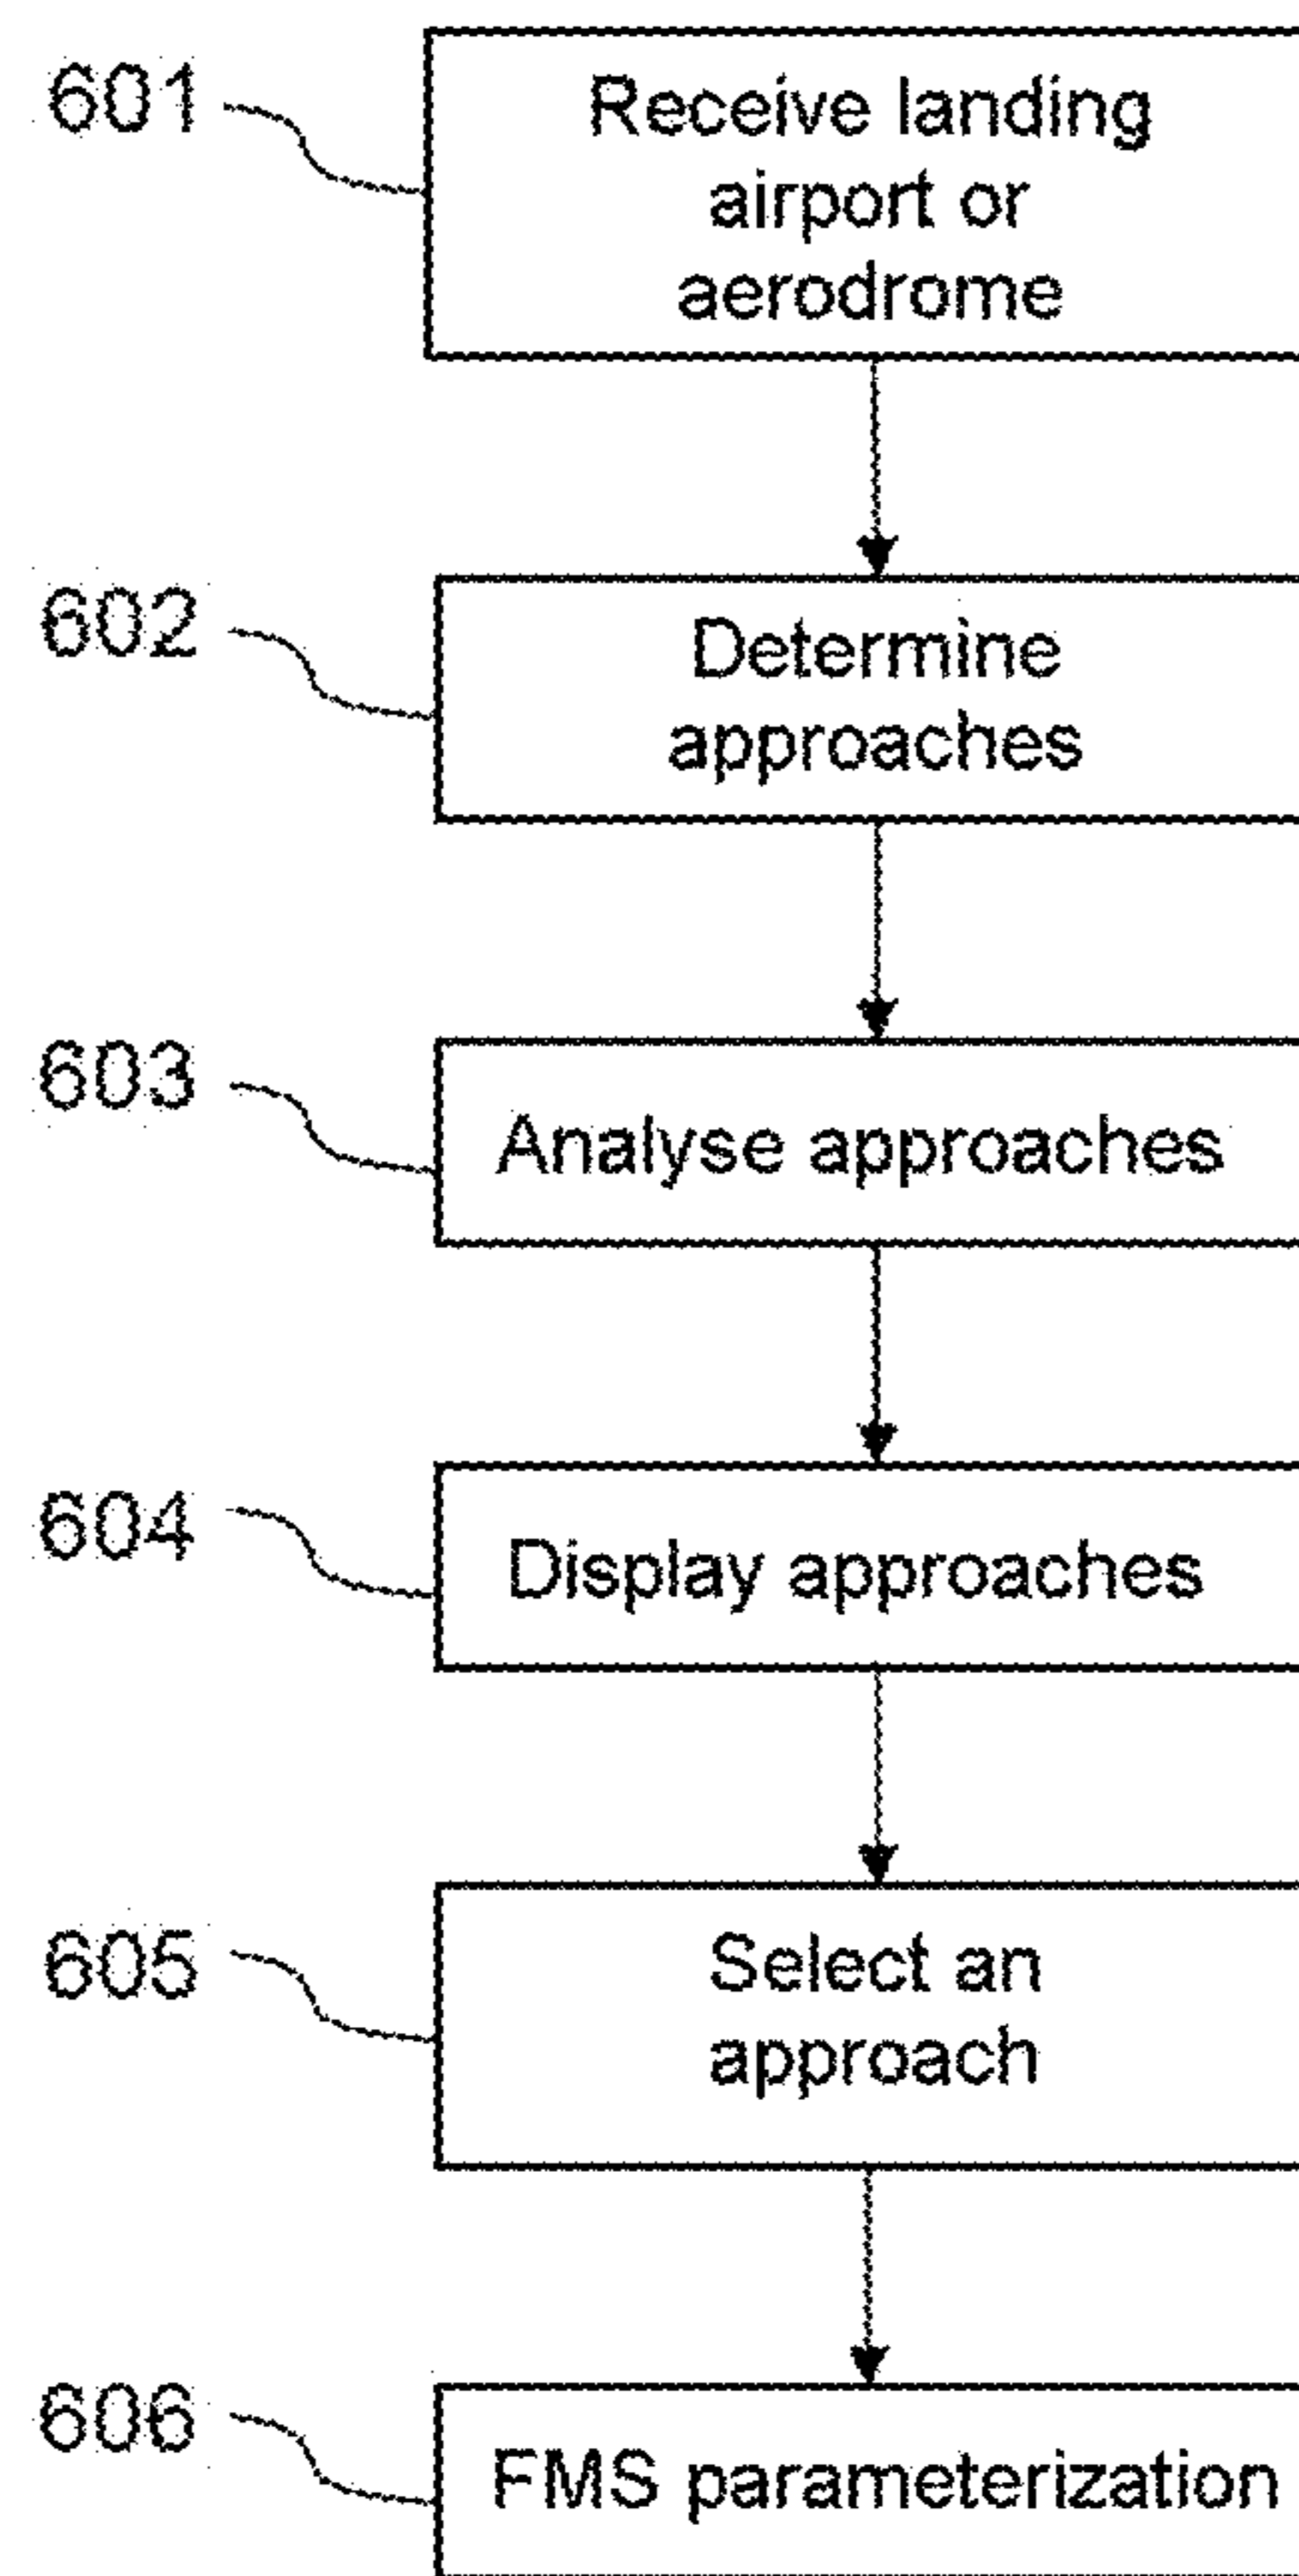 601
Receive landing
airport or
aerodrome
602
Determine
approaches
603
Analyse approaches
604
Display approaches
605
Select an
approach
606
FMS parameterization